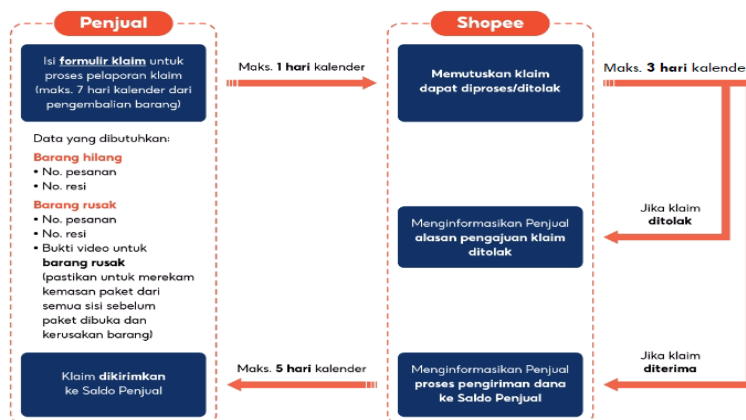 Penjual
Isi formulir klaim untuk
proses pelaporan klaim
(maks. 7 hari kalender dari
pengembalian barang)
Data yang dibutuhkan:
Barang hilang
• No. pesanan
• No. resi
Barang rusak
• No. pesanan
• No. resi
• Bukti video untuk
barang rusak
(pastikan untuk merekam
kemasan paket dari
semua sisi sebelum
paket dibuka dan
kerusakan barang)
Klaim dikirimkan
ke Saldo Penjual
Maks. 1 hari kalender
Maks. 5 hari kalender
Shopee
Memutuskan klaim
dapat diproses/ditolak
Menginformasikan Penjual
alasan pengajuan klaim
ditolak
Menginformasikan Penjual
proses pengiriman dana
ke Saldo Penjual
Maks. 3 hari kalende
Jika klaim
ditolak
Jika klaim
diterima